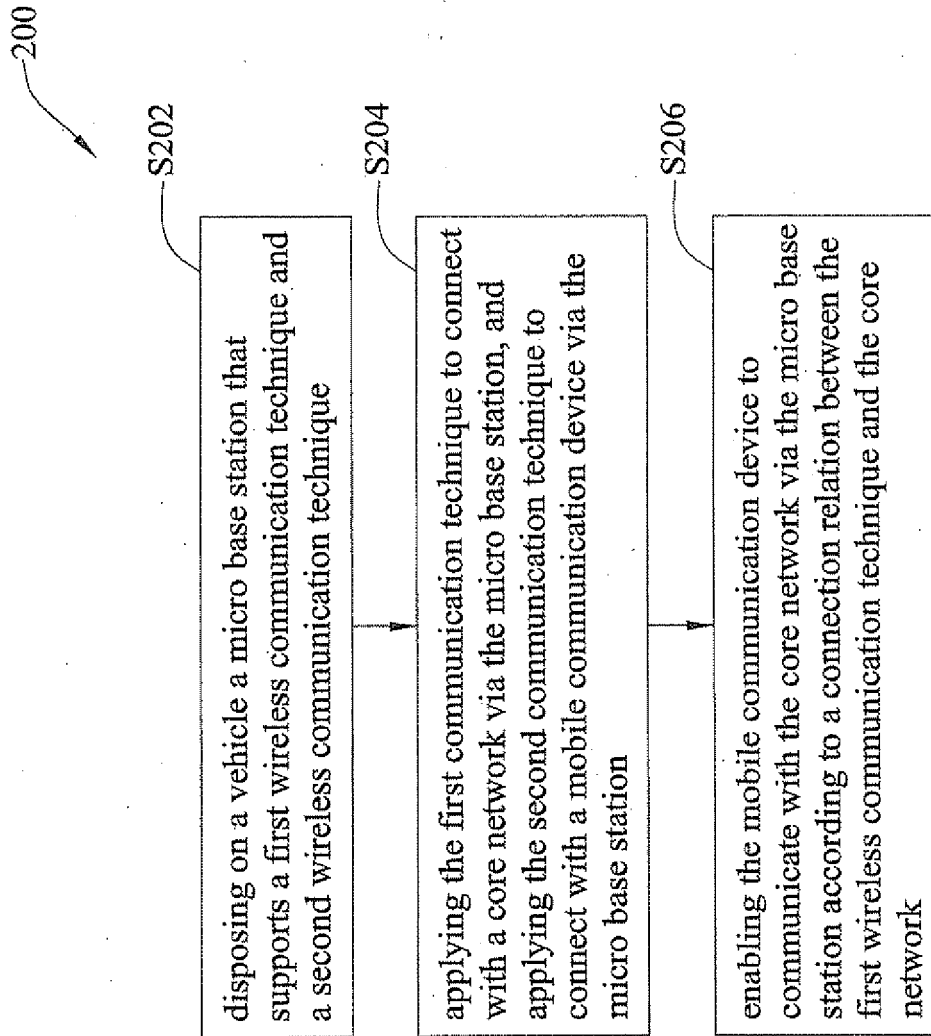 200
S202
disposing on a vehicle a micro base station that
supports a first wireless communication technique and
a second wireless communication technique
S204
applying the first communication technique to connect
with a core network via the micro base station, and
applying the second communication technique to
connect with a mobile communication device via the
micro base station
S206
enabling the mobile communication device to
communicate with the core network via the micro base
station according to a connection relation between the
first wireless communication technique and the core
network